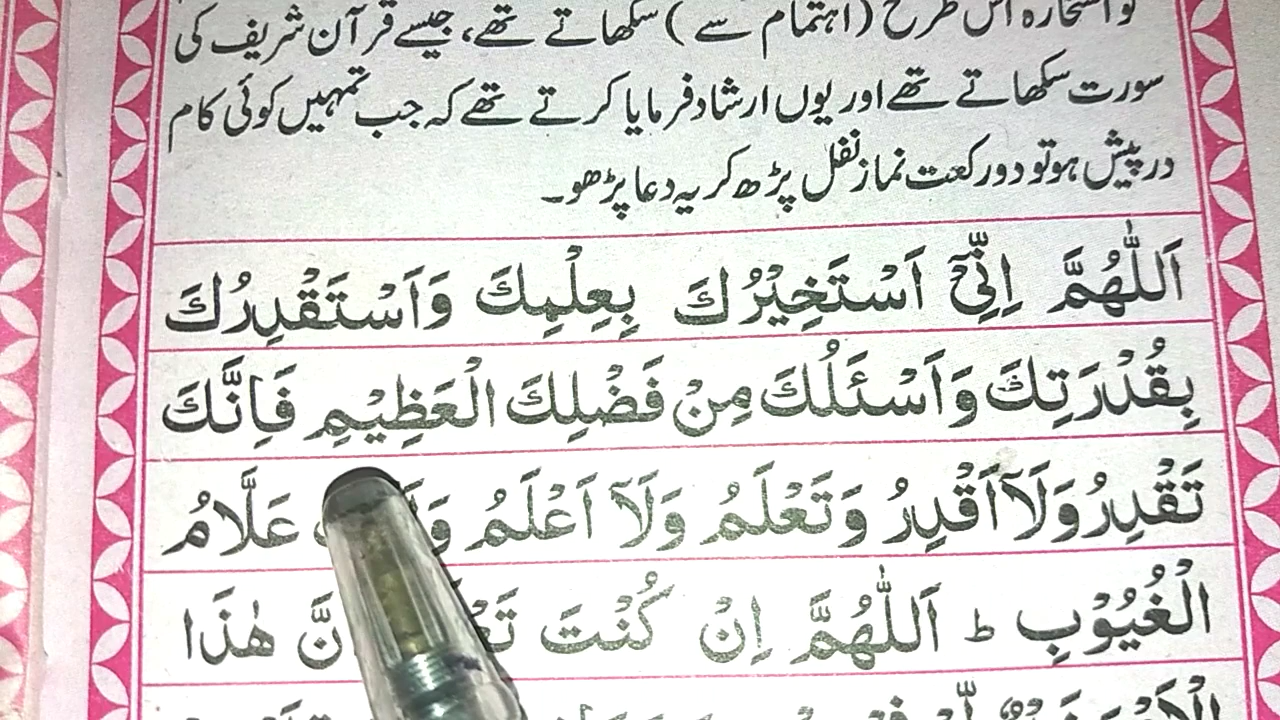 تو استخارہ اس طرح (اہتمام سے) سکھاتے تھے، جیسے قرآن شریف کی
سورت سکھاتے تھے اور یوں ارشاد فرمایا کرتے تھے کہ جب تمہیں کوئی کام
درپیش ہو تو دو رکعت نماز نفل پڑھ کر یہ دعا پڑھو۔
اَللّٰهُمَّ اِنِّیْٓ اَسْتَخِيْرُكَ بِعِلْمِكَ وَاَسْتَقْدِرُكَ
بِقُدْرَتِكَ وَاَسْئَلُكَ مِنْ فَضْلِكَ الْعَظِيْمِ فَاِنَّكَ
تَقْدِرُ وَلَآ اَقْدِرُ وَتَعْلَمُ وَلَآ اَعْلَمُ عَلَّامُ
الْغُيُوْبِ ط اَللّٰهُمَّ اِنْ كُنْتَ هٰذَا